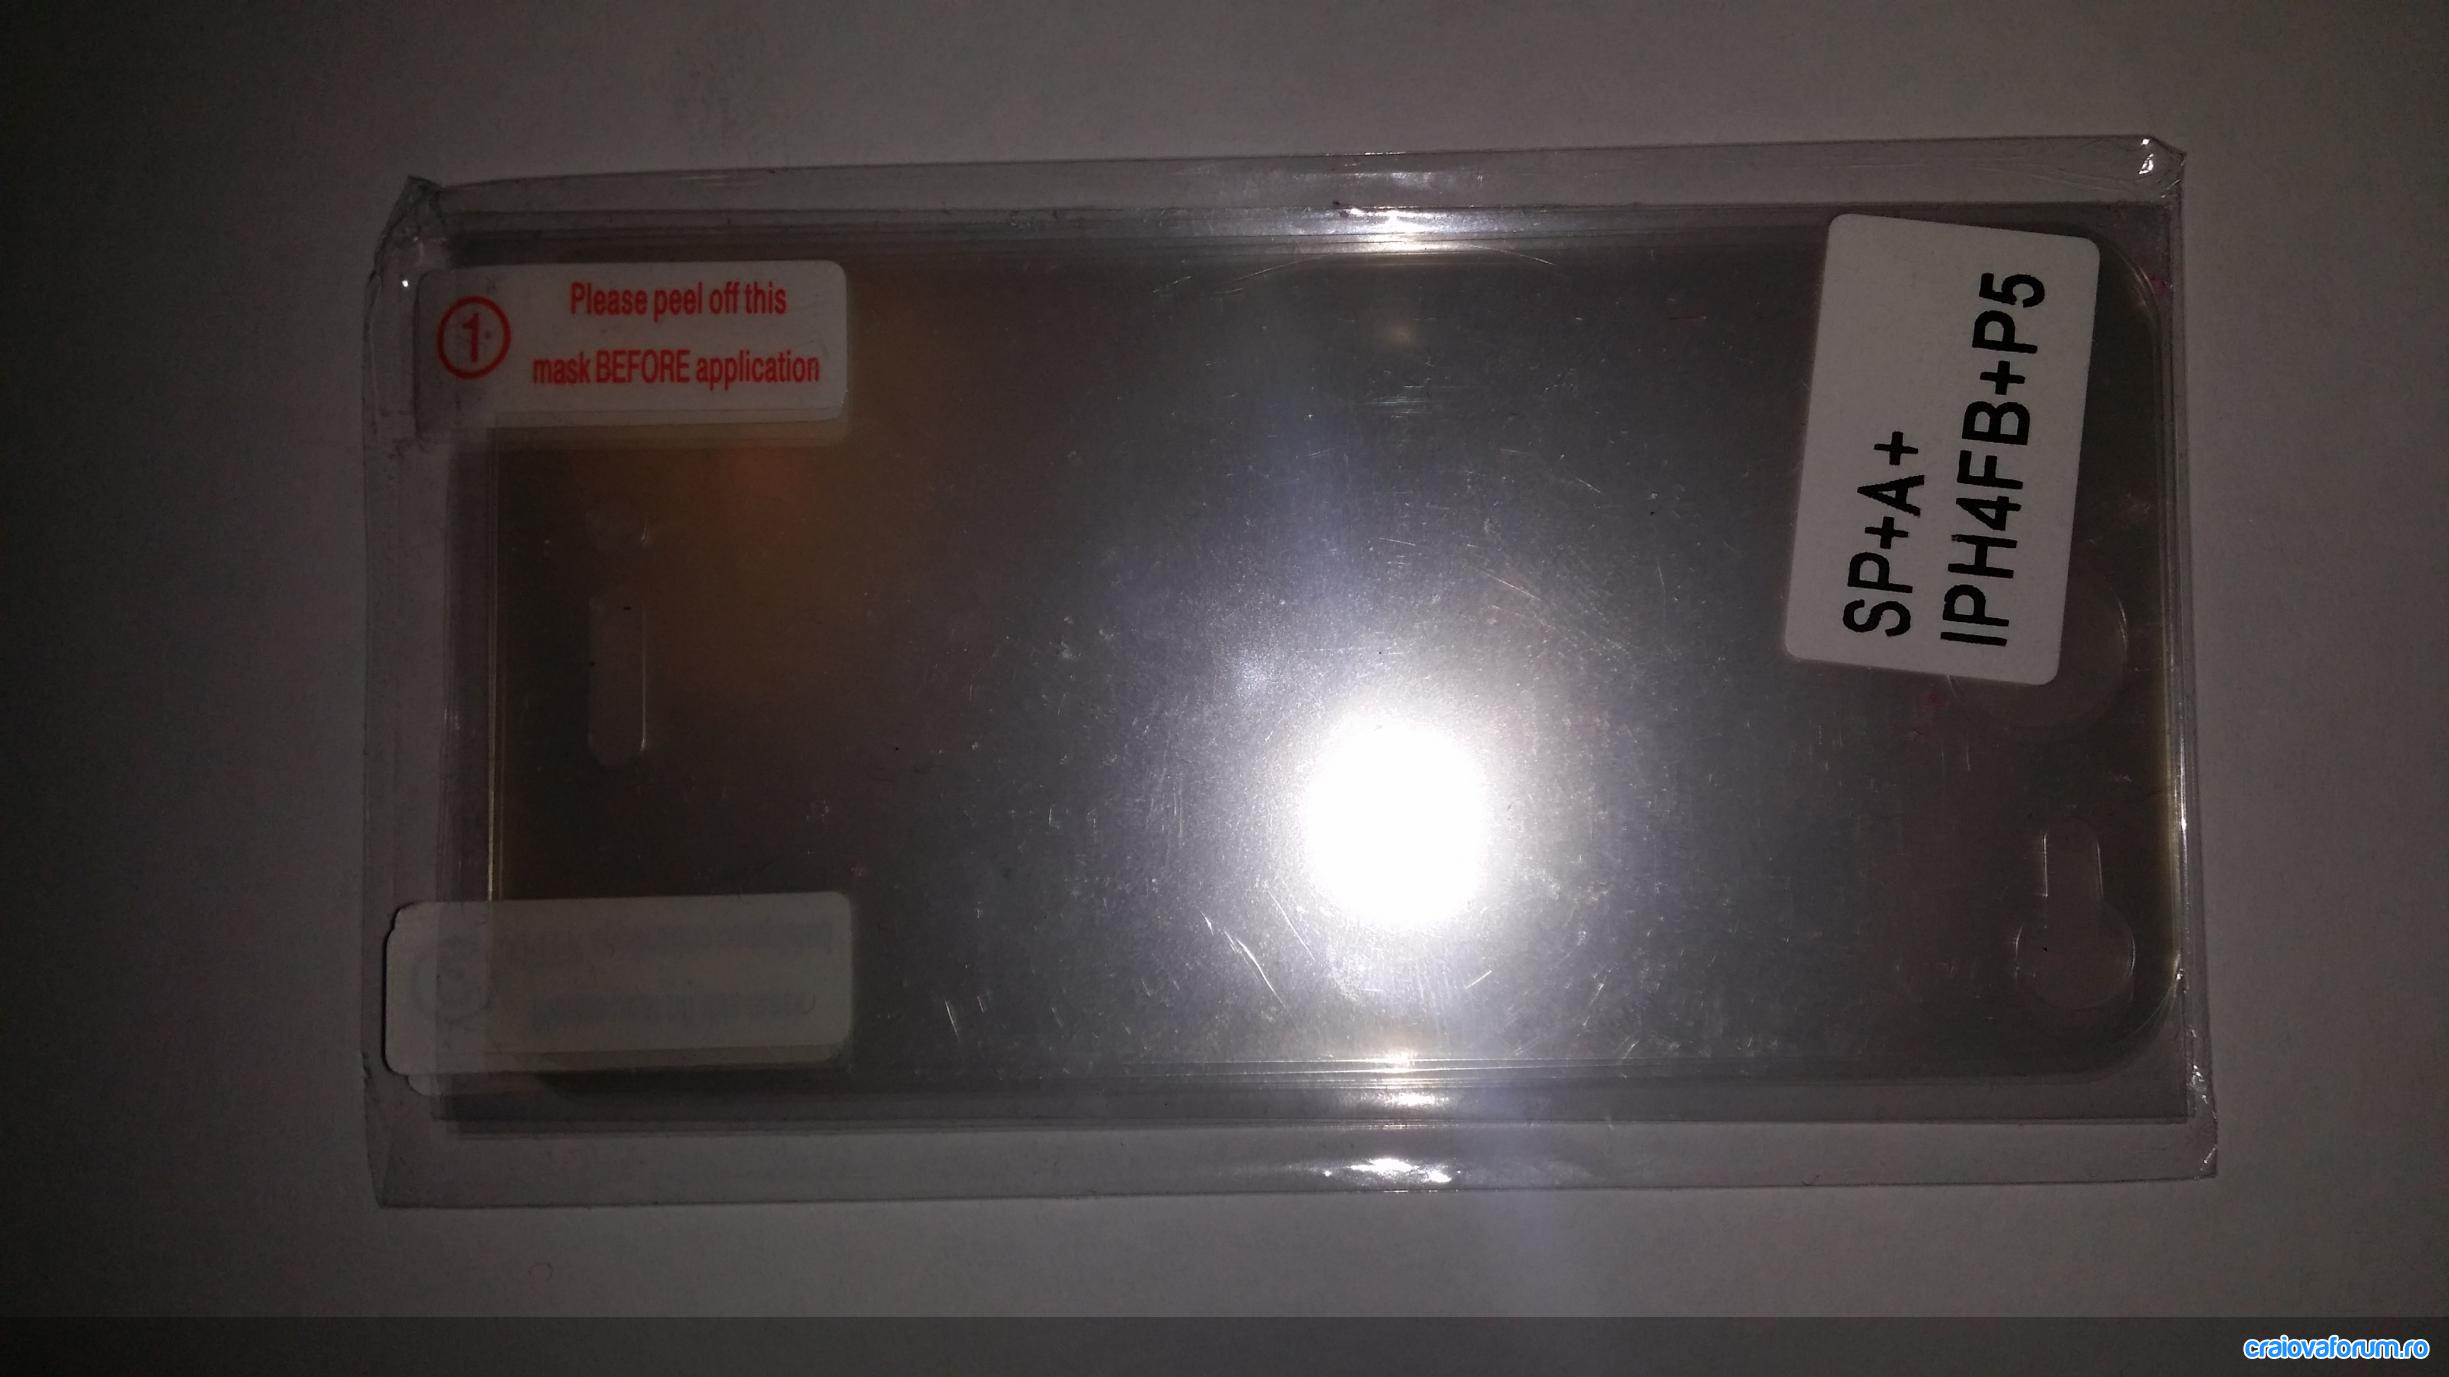 1
Please peel off this
mask BEFORE application
SP+A+
IPH4FB+P5
craiovaforum.ro